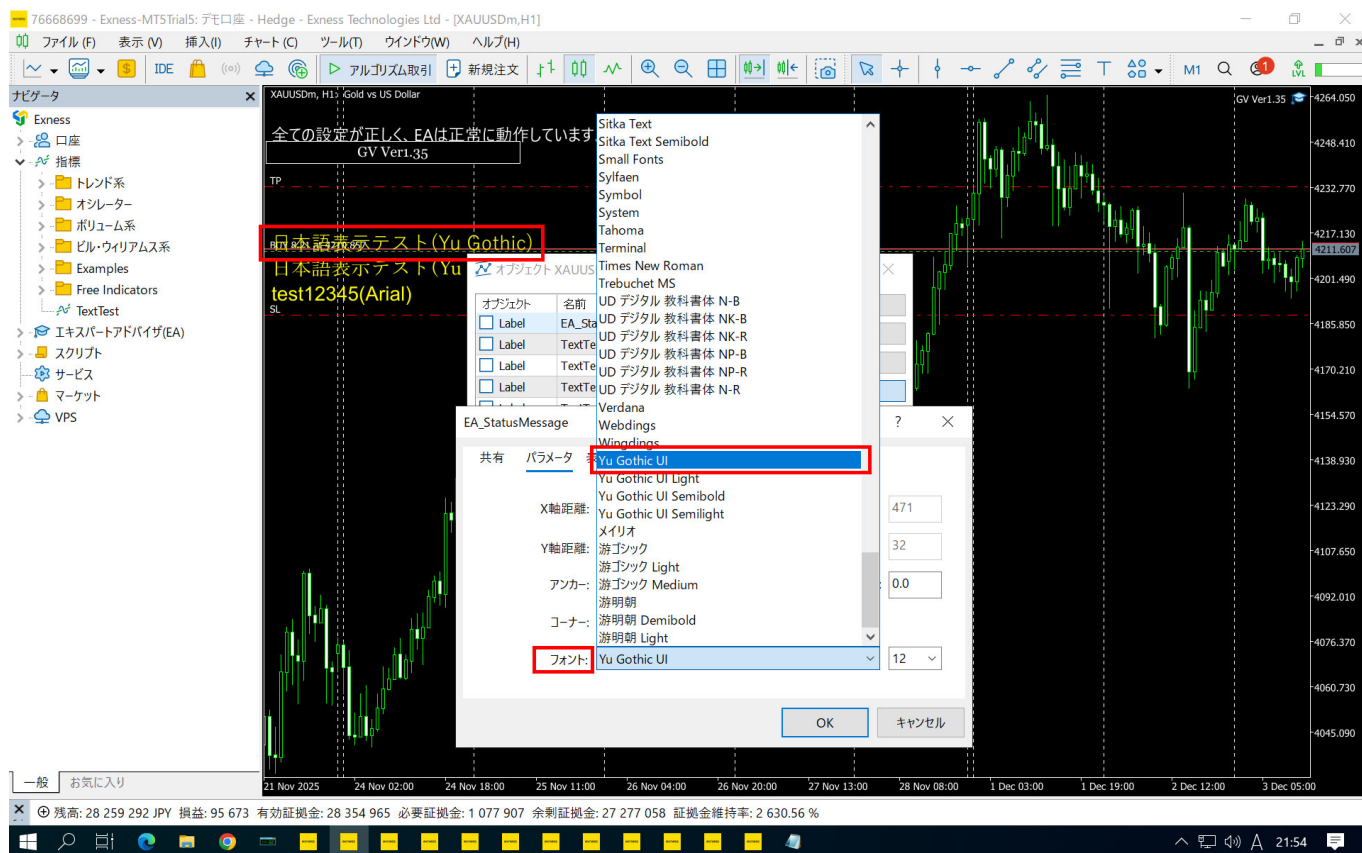 76668699 - Exness-MT5Trial5: デモ口座 - Hedge - Exness Technologies Ltd - [XAUUSDm,H1]
ファイル (F) 表示 (V) 挿入(I) チャート (C) ツール(T) ウインドウ(W) ヘルプ(H)
IDE アルゴリズム取引 新規注文 M1 1 LVL
ナビゲータ
Exness
口座
指標
トレンド系
オシレーター
ボリューム系
ビル・ウィリアムス系
Examples
Free Indicators
TextTest
エキスパートアドバイザ(EA)
スクリプト
サービス
マーケット
VPS
一般 お気に入り
XAUUSDm, H1: Gold vs US Dollar
GV Ver1.35
全ての設定が正しく、EAは正常に動作しています
GV Ver1.35
TP
日本語表示テスト(Yu Gothic)
日本語表示テスト(Yu
test12345(Arial)
SL
オブジェクト XAUUS
オブジェクト 名前
Label EA_Sta
Label TextTe
Label TextTe
Label TextTe
Sitka Text
Sitka Text Semibold
Small Fonts
Sylfaen
Symbol
System
Tahoma
Terminal
Times New Roman
Trebuchet MS
UD デジタル 教科書体 N-B
UD デジタル 教科書体 NK-B
UD デジタル 教科書体 NK-R
UD デジタル 教科書体 NP-B
UD デジタル 教科書体 NP-R
UD デジタル 教科書体 N-R
Verdana
Webdings
Wingdings
Yu Gothic UI
Yu Gothic UI Light
Yu Gothic UI Semibold
Yu Gothic UI Semilight
メイリオ
游ゴシック
游ゴシック Light
游ゴシック Medium
游明朝
游明朝 Demibold
游明朝 Light
EA_StatusMessage ?
共有 パラメータ
X軸距離: 471
Y軸距離: 32
アンカー: 0.0
コーナー:
フォント: Yu Gothic UI 12
OK キャンセル
4264.050
4248.410
4232.770
4217.130
4211.607
4201.490
4185.850
4170.210
4154.570
4138.930
4123.290
4107.650
4092.010
4076.370
4060.730
4045.090
21 Nov 2025 24 Nov 02:00 24 Nov 18:00 25 Nov 11:00 26 Nov 04:00 26 Nov 20:00 27 Nov 13:00 28 Nov 08:00 1 Dec 03:00 1 Dec 19:00 2 Dec 12:00 3 Dec 05:00
残高: 28 259 292 JPY 損益: 95 673 有効証拠金: 28 354 965 必要証拠金: 1 077 907 余剰証拠金: 27 277 058 証拠金維持率: 2 630.56 %
A 21:54